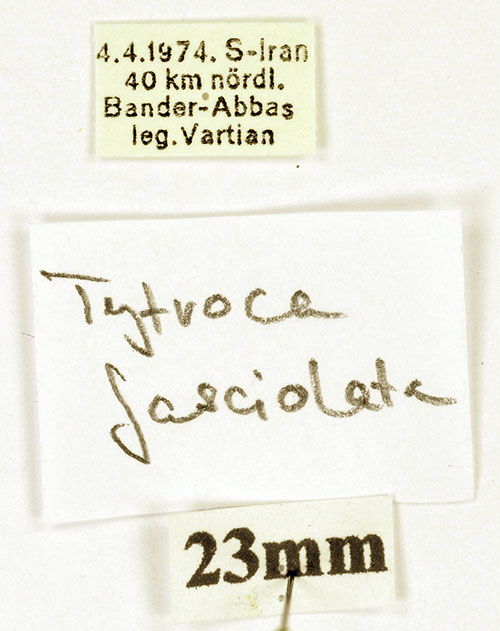 4.4.1974. S-Iran
40 km nördl.
Bander-Abbas
leg. Vartian
Tytroca
fasciolata
23mm